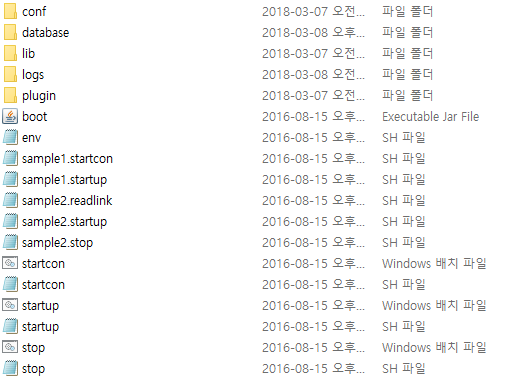 conf 2018-03-07 오전... 파일 폴더
database 2018-03-08 오후... 파일 폴더
lib 2018-03-07 오전... 파일 폴더
logs 2018-03-08 오후... 파일 폴더
plugin 2018-03-07 오전... 파일 폴더
boot 2016-08-15 오후... Executable Jar File
env 2016-08-15 오후... SH 파일
sample1.startcon 2016-08-15 오후... SH 파일
sample1.startup 2016-08-15 오후... SH 파일
sample2.readlink 2016-08-15 오후... SH 파일
sample2.startup 2016-08-15 오후... SH 파일
sample2.stop 2016-08-15 오후... SH 파일
startcon 2016-08-15 오후... Windows 배치 파일
startcon 2016-08-15 오후... SH 파일
startup 2016-08-15 오후... Windows 배치 파일
startup 2016-08-15 오후... SH 파일
stop 2016-08-15 오후... Windows 배치 파일
stop 2016-08-15 오후... SH 파일